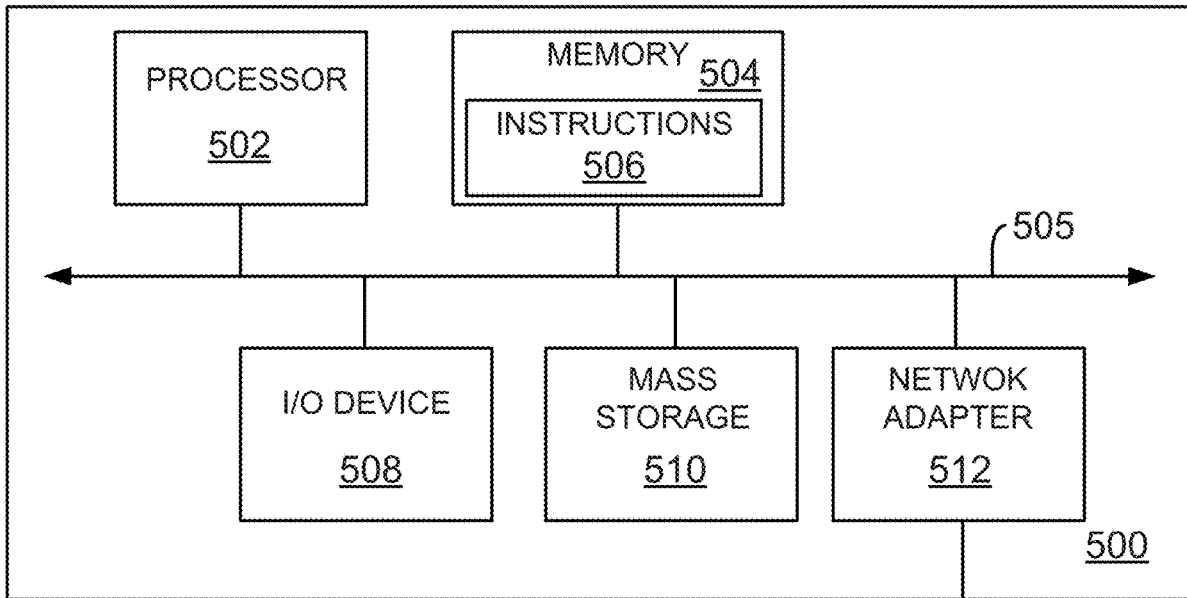 PROCESSOR
502
MEMORY
504
INSTRUCTIONS
506
505
I/O DEVICE
508
MASS
STORAGE
510
NETWOK
ADAPTER
512
500